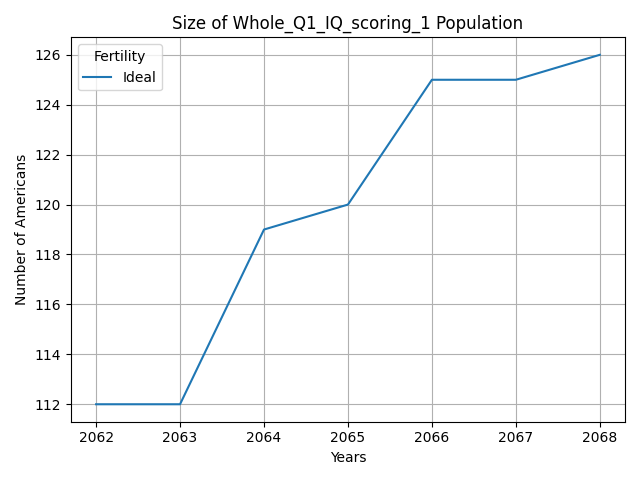 Size of Whole_Q1_IQ_scoring_1 Population
Fertility
Ideal
Number of Americans
126
124
122
120
118
116
114
112
2062 2063 2064 2065 2066 2067 2068
Years